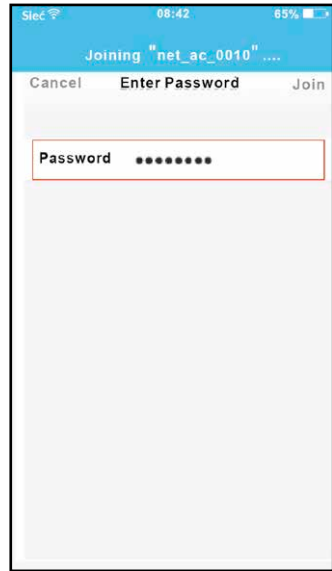 Sieć 08:42 65%
Joining "net_ac_0010" ....
Cancel Enter Password Join
Password ●●●●●●●●